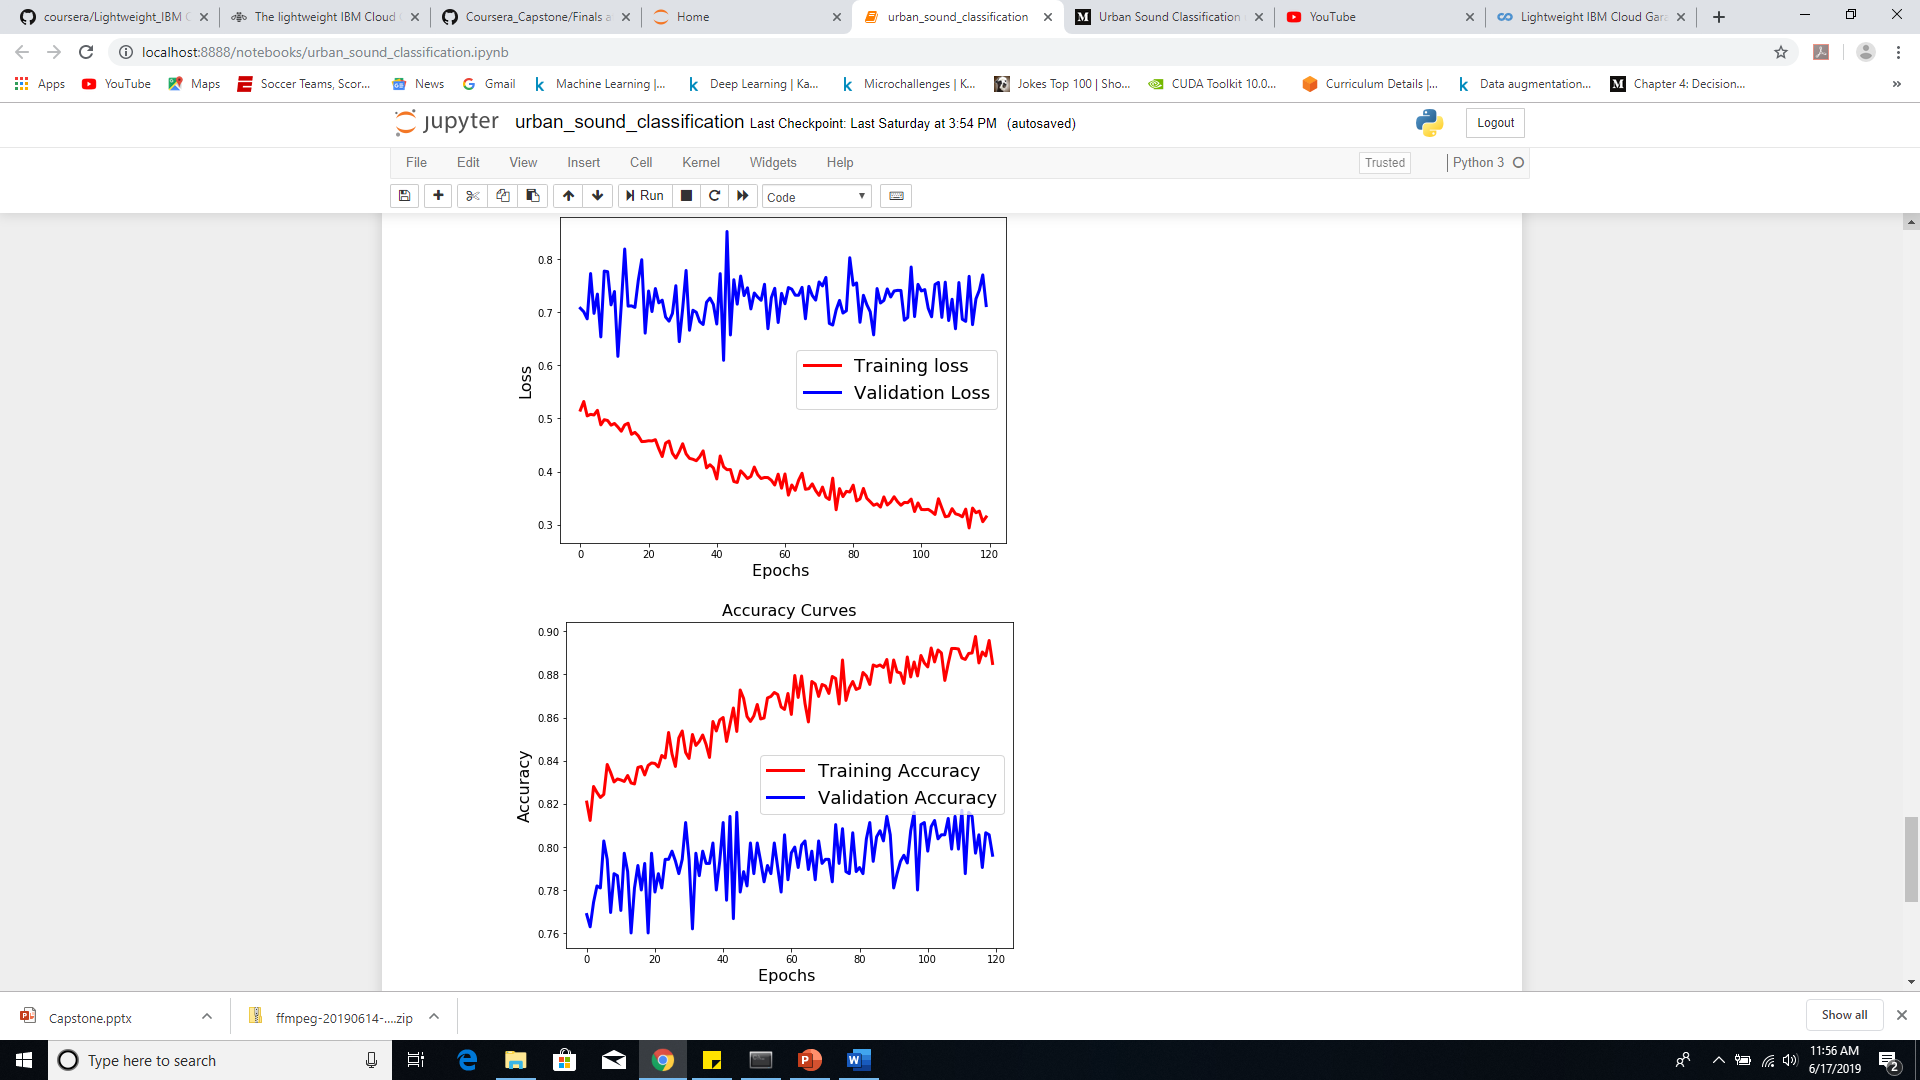 coursera/Lightweight_IBM C
The lightweight IBM Cloud
Coursera_Capstone/Finals a
Home
urban_sound_classification
Urban Sound Classification
YouTube
Lightweight IBM Cloud Gar
localhost:8888/notebooks/urban_sound_classification.ipynb
Apps YouTube Maps Soccer Teams, Scor... News Gmail Machine Learning |... Deep Learning | Ka... Microchallenges | K... Jokes Top 100 | Sho... CUDA Toolkit 10.0... Curriculum Details |... Data augmentation... Chapter 4: Decision... »
jupyter urban_sound_classification Last Checkpoint: Last Saturday at 3:54 PM (autosaved) Logout
File Edit View Insert Cell Kernel Widgets Help Trusted Python 3
Run Code
0.8
0.7
0.6
0.5
0.4
0.3
Loss
Training loss
Validation Loss
0 20 40 60 80 100 120
Epochs
Accuracy Curves
0.90
0.88
0.86
0.84
0.82
0.80
0.78
0.76
Accuracy
Training Accuracy
Validation Accuracy
0 20 40 60 80 100 120
Epochs
Capstone.pptx
ffmpeg-20190614-....zip
Show all
Type here to search
11:56 AM
6/17/2019
2